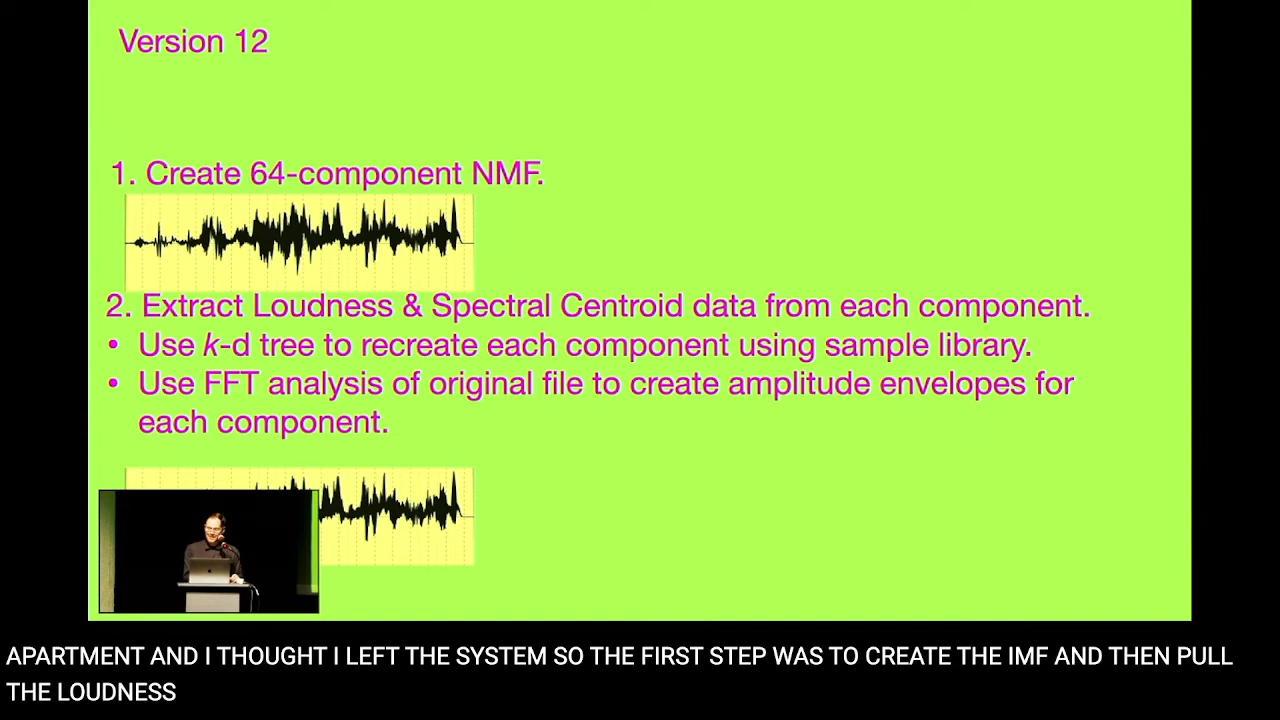 Version 12
1. Create 64-component NMF.
2. Extract Loudness & Spectral Centroid data from each component.
• Use k-d tree to recreate each component using sample library.
• Use FFT analysis of original file to create amplitude envelopes for
each component.
APARTMENT AND I THOUGHT I LEFT THE SYSTEM SO THE FIRST STEP WAS TO CREATE THE IMF AND THEN PULL
THE LOUDNESS